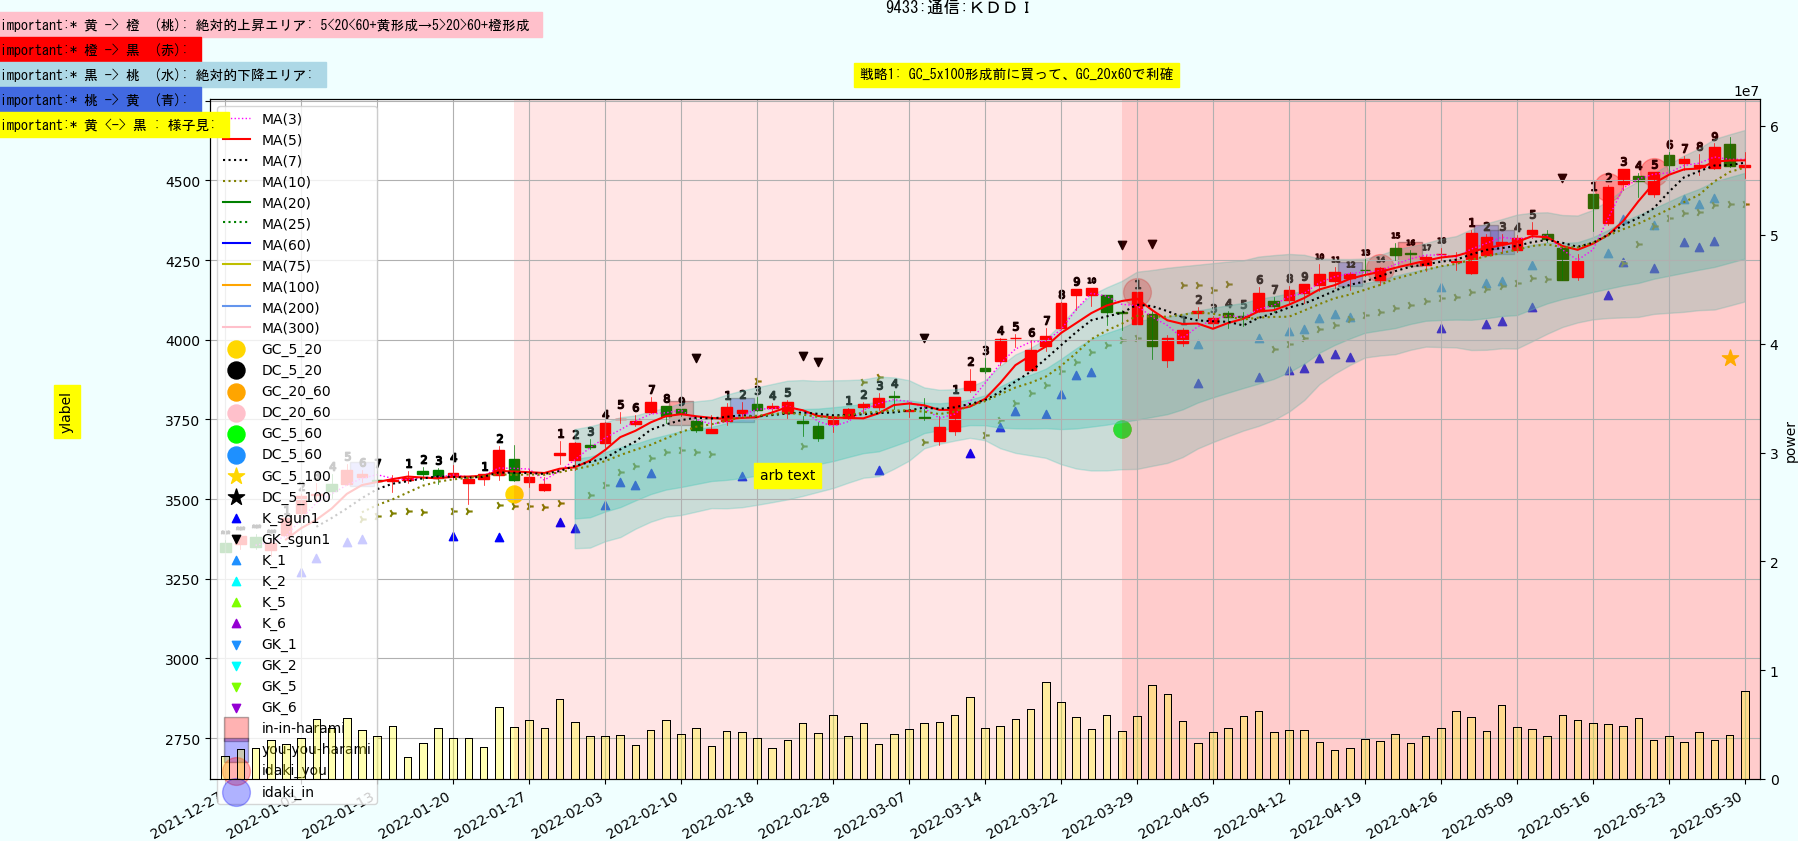 9433:通信:ＫＤＤＩ
important:* 黄 -> 橙 （桃）: 絶対的上昇エリア: 5<20<60+黄形成→5>20>60+橙形成
important:* 橙 -> 黒 （赤）:
important:* 黒 -> 桃 （水）: 絶対的下降エリア:
important:* 桃 -> 黄 （青）:
important:* 黄 <-> 黒 : 様子見:
戦略1: GC_5x100形成前に買って、GC_20x60で利確
1e7
MA(3)
MA(5)
MA(7)
MA(10)
MA(20)
MA(25)
MA(60)
MA(75)
MA(100)
MA(200)
MA(300)
GC_5_20
DC_5_20
GC_20_60
DC_20_60
GC_5_60
DC_5_60
GC_5_100
DC_5_100
K_sgun1
GK_sgun1
K_1
K_2
K_5
K_6
GK_1
GK_2
GK_5
GK_6
in-in-harami
you-you-harami
idaki_you
idaki_in
ylabel
4500
4250
4000
3750
3500
3250
3000
2750
arb text
6
5
4
3
2
1
0
power
2021-12-27
2022-01-13
2022-01-20
2022-01-27
2022-02-03
2022-02-10
2022-02-18
2022-02-28
2022-03-07
2022-03-14
2022-03-22
2022-03-29
2022-04-05
2022-04-12
2022-04-19
2022-04-26
2022-05-09
2022-05-16
2022-05-23
2022-05-30